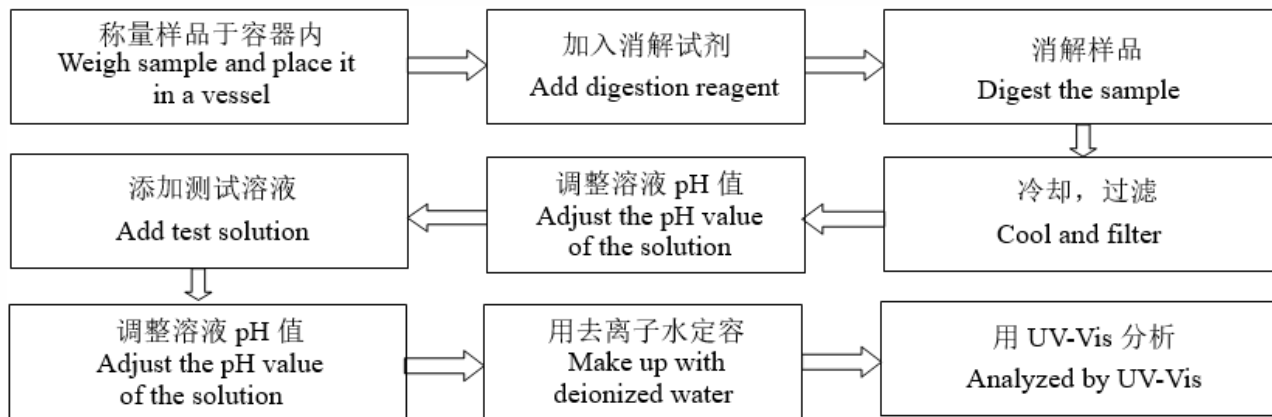 称量样品于容器内
Weigh sample and place it
in a vessel
加入消解试剂
Add digestion reagent
消解样品
Digest the sample
冷却，过滤
Cool and filter
调整溶液 pH 值
Adjust the pH value
of the solution
添加测试溶液
Add test solution
调整溶液 pH 值
Adjust the pH value
of the solution
用去离子水定容
Make up with
deionized water
用 UV-Vis 分析
Analyzed by UV-Vis